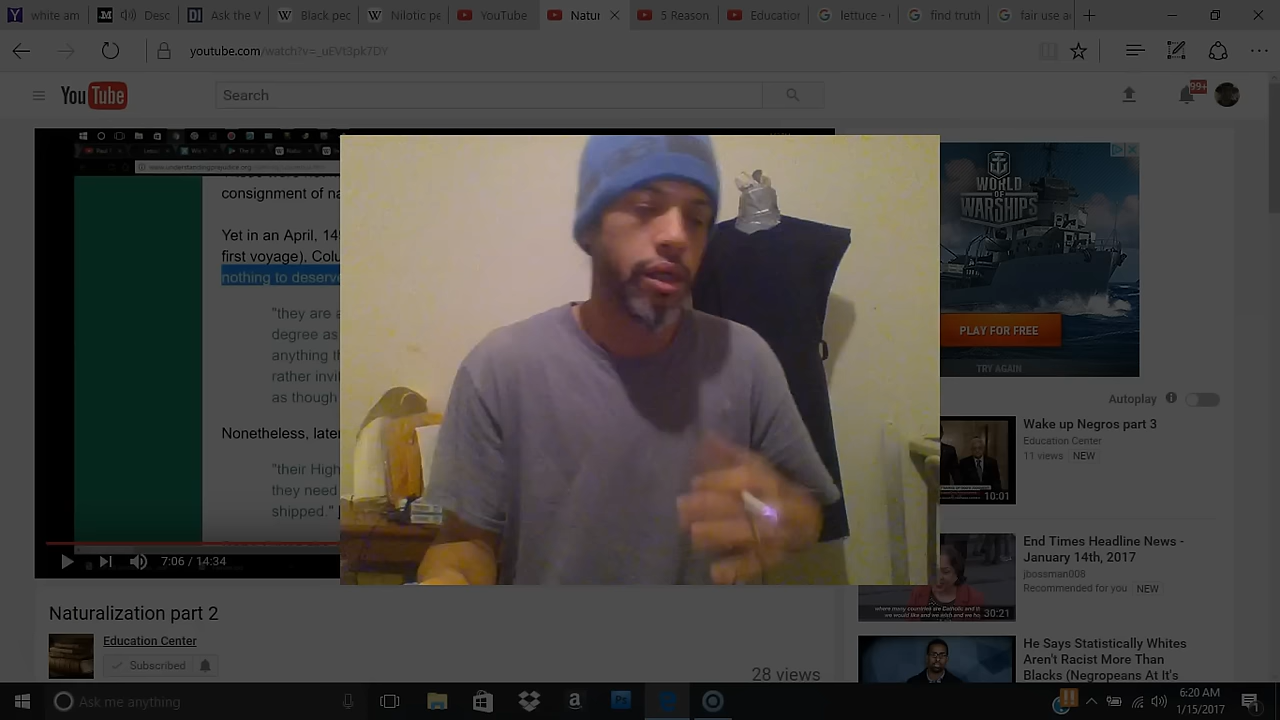 white am
Desc
Ask the W
Black pec
Nilotic pe
YouTube
Natur
5 Reason
Education
lettuce - 
find truth
fair use a
youtube.com/watch?v=_uEVt3pk7DY
YouTube
Search
99+
consignment of na
Yet in an April, 14
first voyage), Colu
nothing to deserve
"they are a
degree as
anything th
rather invi
as though
Nonetheless, later
"their High
they need
shipped."
7:06 / 14:34
WORLD
OF
WARSHIPS
PLAY FOR FREE
TRY AGAIN
Autoplay
Wake up Negros part 3
Education Center
11 views NEW
10:01
End Times Headline News -
January 14th, 2017
jbossman008
Recommended for you NEW
30:21
He Says Statistically Whites
Aren't Racist More Than
Blacks (Negropeans At It's
Naturalization part 2
Education Center
Subscribed
28 views
Ask me anything
6:20 AM
1/15/2017